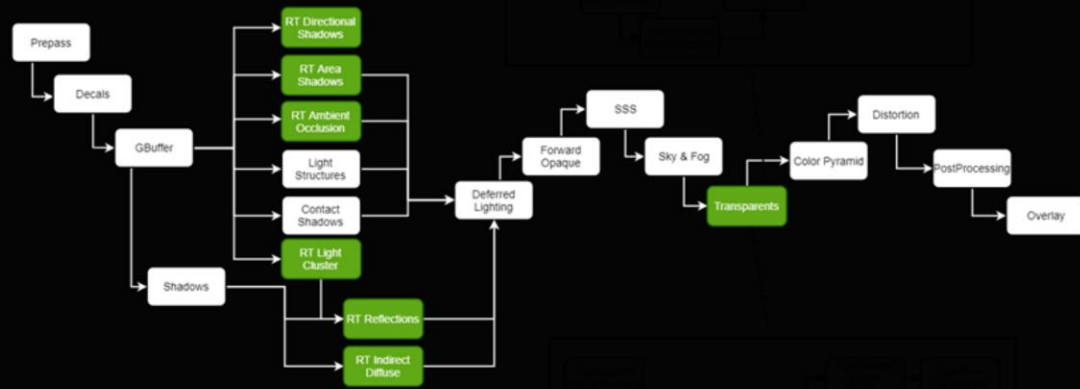 Prepass
Decals
GBuffer
RT Directional
Shadows
RT Area
Shadows
RT Ambient
Occlusion
Light
Structures
Contact
Shadows
RT Light
Cluster
Shadows
RT Reflections
RT Indirect
Diffuse
Deferred
Lighting
Forward
Opaque
SSS
Sky & Fog
Transparents
Color Pyramid
Distortion
PostProcessing
Overlay